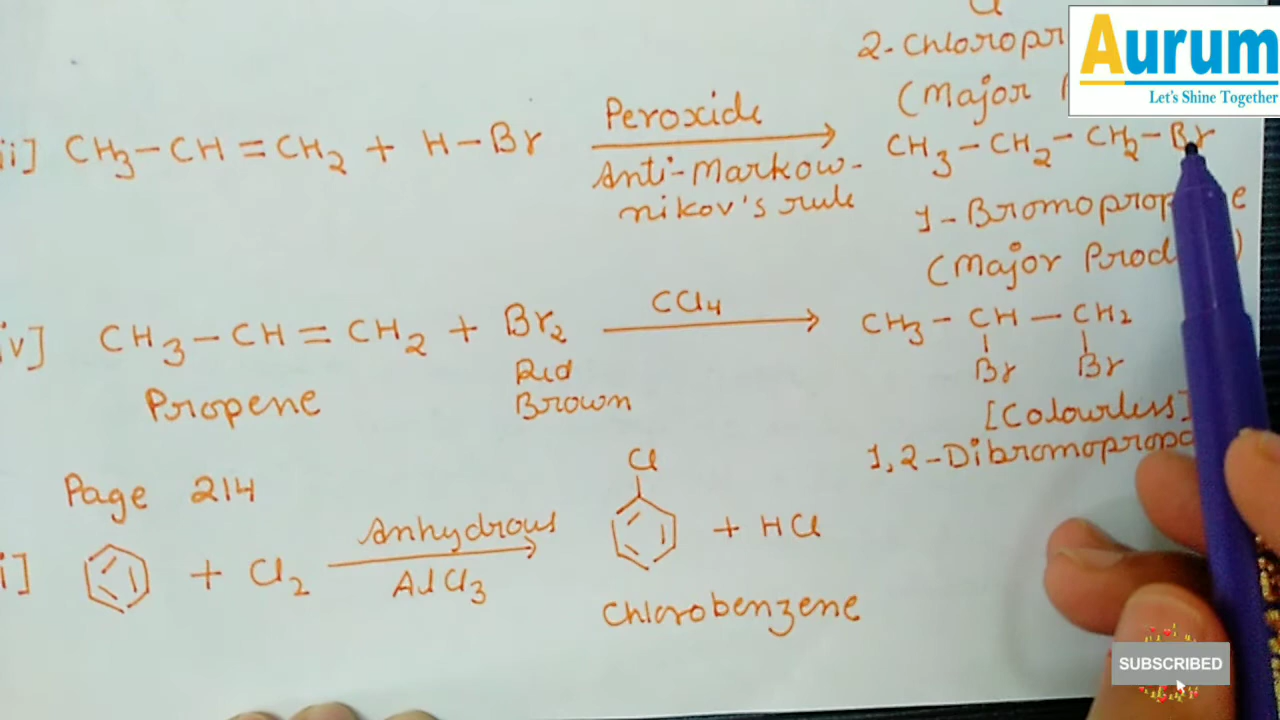 2-Chloropr
Aurum
Let's Shine Together
(Major
ii] CH3-CH=CH2 + H-Br
Peroxide
Anti-Markow-
nikov's rule
CH3-CH2-CH2-Br
1-Bromoprop e
(Major Prod )
iv] CH3-CH=CH2 + Br2
CCl4
CH3-CH-CH2
Br Br
Propene
Red
Brown
[Colourless]
1,2-Dibromopropa
Page 214
i] + Cl2
Anhydrous
AlCl3
Cl
+ HCl
Chlorobenzene
SUBSCRIBED